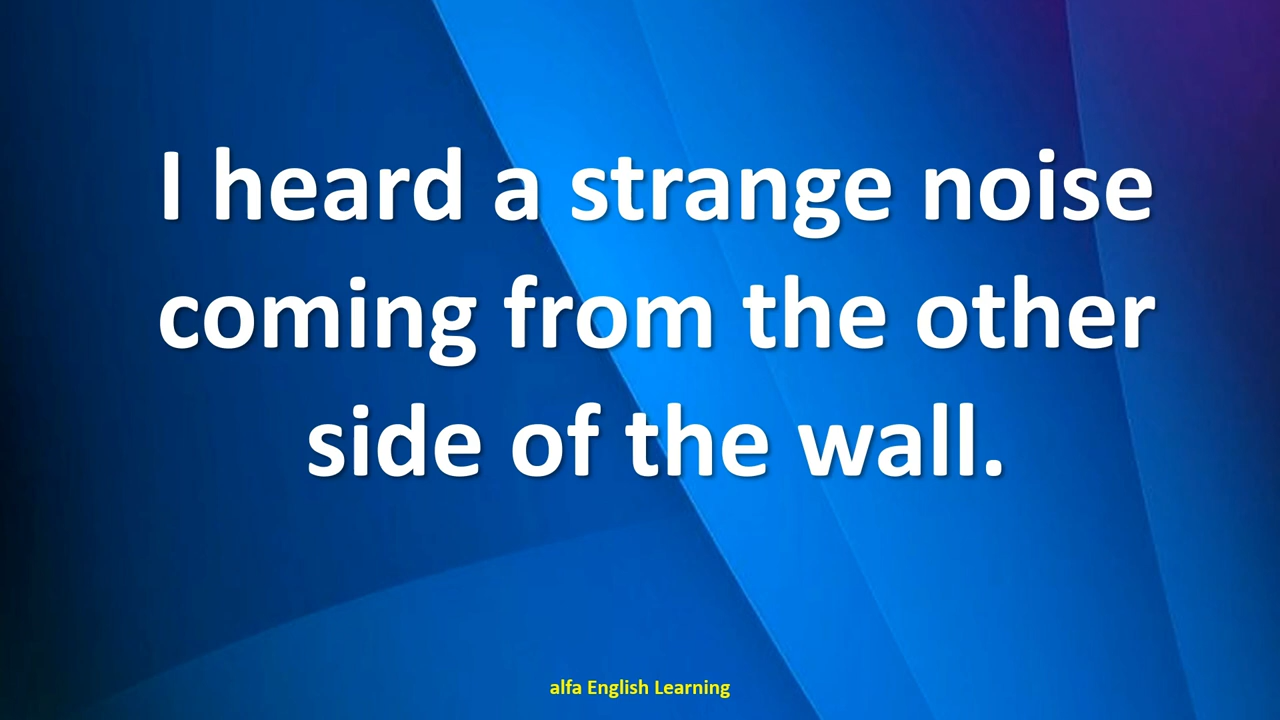 I heard a strange noise
coming from the other
side of the wall.
alfa English Learning